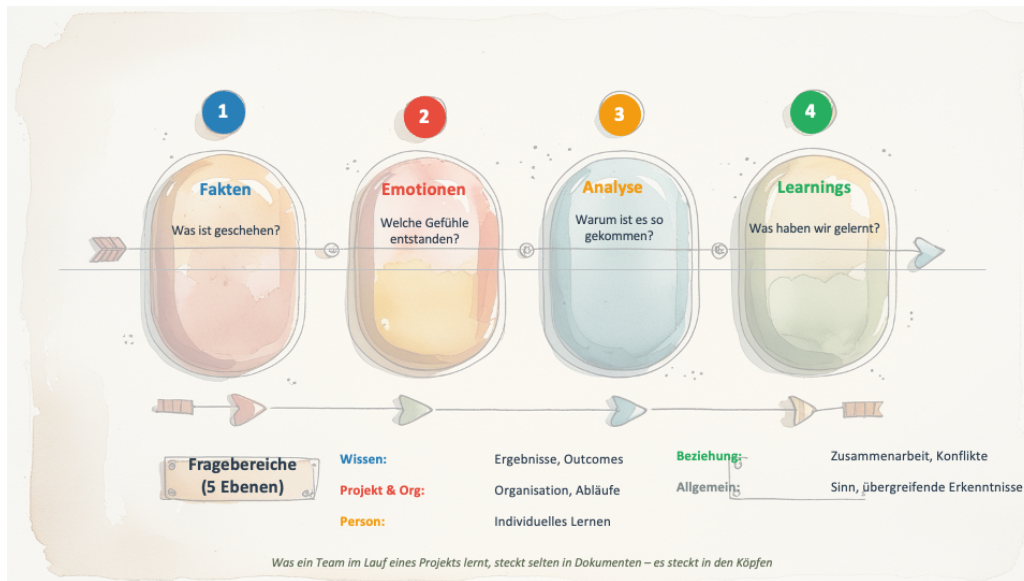 1
2
3
4
Fakten
Emotionen
Analyse
Learnings
Was ist geschehen?
Welche Gefühle
entstanden?
Warum ist es so
gekommen?
Was haben wir gelernt?
Fragebereiche
(5 Ebenen)
Wissen: Ergebnisse, Outcomes
Projekt & Org: Organisation, Abläufe
Person: Individuelles Lernen
Beziehung: Zusammenarbeit, Konflikte
Allgemein: Sinn, übergreifende Erkenntnisse
Was ein Team im Lauf eines Projekts lernt, steckt selten in Dokumenten – es steckt in den Köpfen